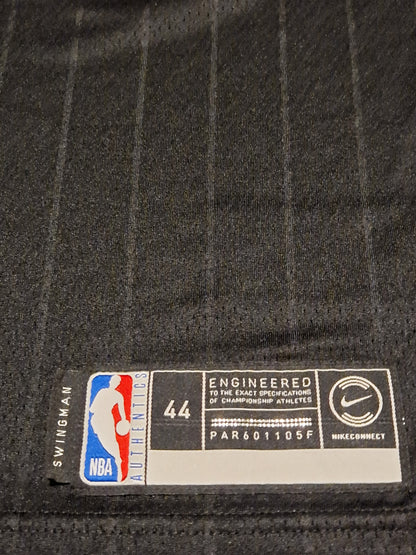 SWINGMAN
NBA
AUTHENTICS
44
ENGINEERED
TO THE EXACT SPECIFICATIONS
OF CHAMPIONSHIP ATHLETES
PAR601105F
NIKECONNECT